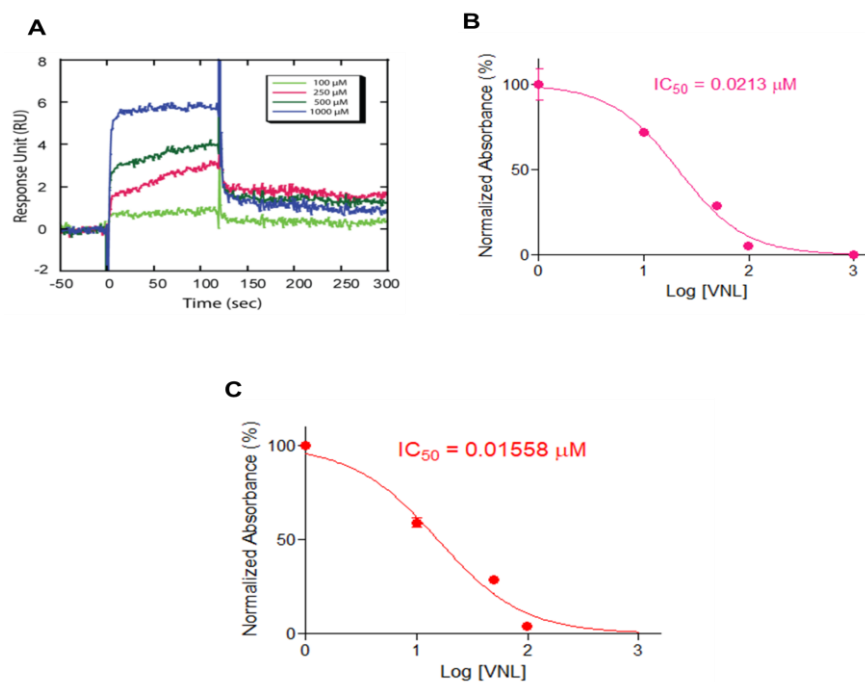 A
100 µM
250 µM
500 µM
1000 µM
8
6
4
2
0
-2
Response Unit (RU)
-50 0 50 100 150 200 250 300
Time (sec)
B
IC50 = 0.0213 µM
100
50
0
Normalized Absorbance (%)
0 1 2 3
Log [VNL]
C
IC50 = 0.01558 µM
100
50
0
Normalized Absorbance (%)
0 1 2 3
Log [VNL]